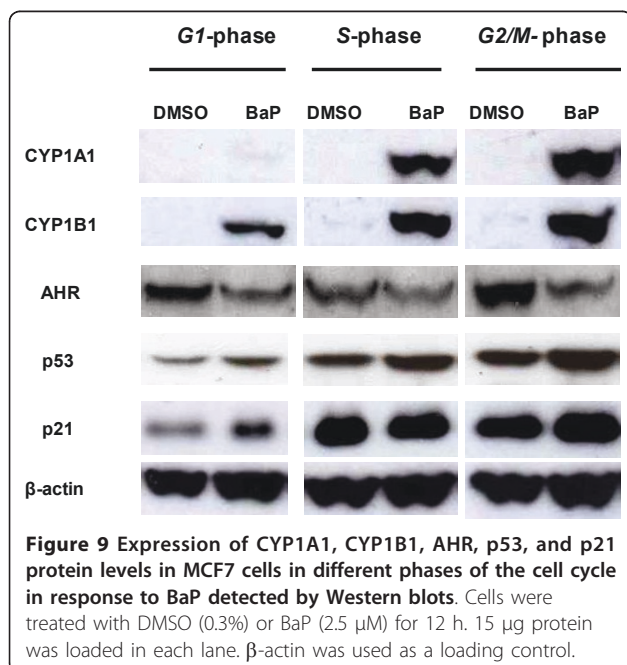 G1-phase S-phase G2/M- phase
DMSO BaP DMSO BaP DMSO BaP
CYP1A1
CYP1B1
AHR
p53
p21
β-actin
Figure 9 Expression of CYP1A1, CYP1B1, AHR, p53, and p21
protein levels in MCF7 cells in different phases of the cell cycle
in response to BaP detected by Western blots. Cells were
treated with DMSO (0.3%) or BaP (2.5 μM) for 12 h. 15 μg protein
was loaded in each lane. β-actin was used as a loading control.